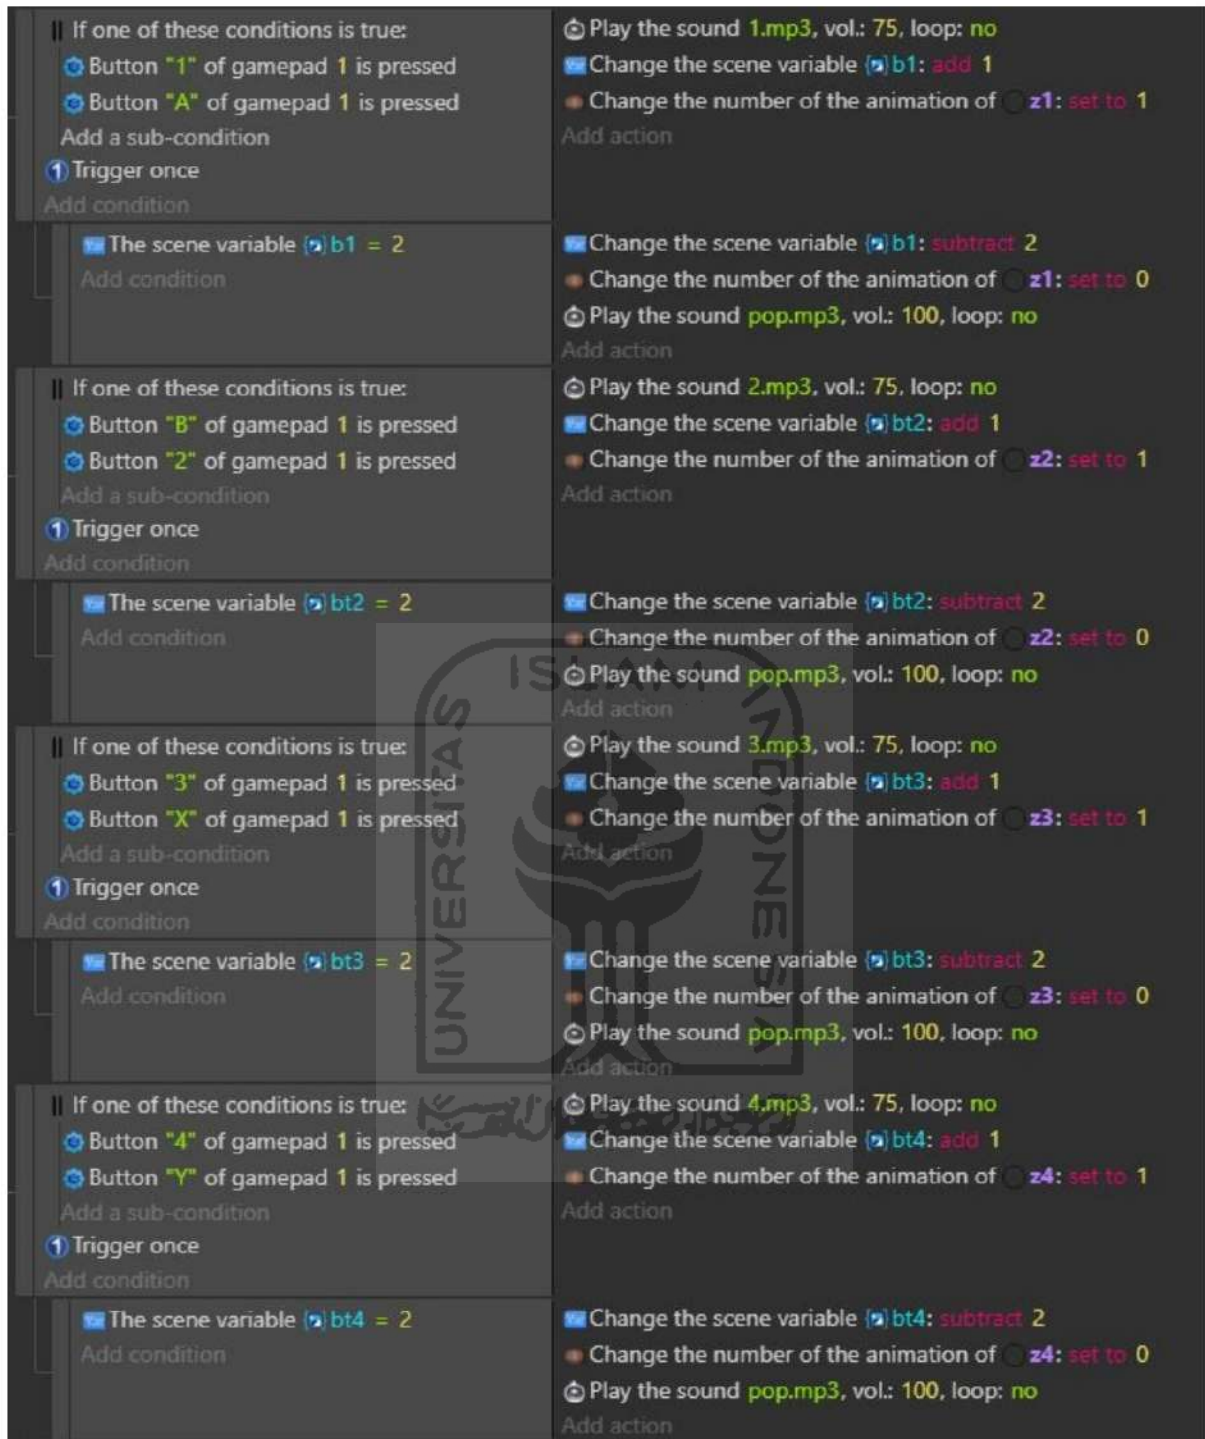 If one of these conditions is true:
Button "1" of gamepad 1 is pressed
Button "A" of gamepad 1 is pressed
Add a sub-condition
Trigger once
Add condition
Play the sound 1.mp3, vol.: 75, loop: no
Change the scene variable b1: add 1
Change the number of the animation of z1: set to 1
Add action
The scene variable b1 = 2
Add condition
Change the scene variable b1: subtract 2
Change the number of the animation of z1: set to 0
Play the sound pop.mp3, vol.: 100, loop: no
Add action
If one of these conditions is true:
Button "B" of gamepad 1 is pressed
Button "2" of gamepad 1 is pressed
Add a sub-condition
Trigger once
Add condition
Play the sound 2.mp3, vol.: 75, loop: no
Change the scene variable bt2: add 1
Change the number of the animation of z2: set to 1
Add action
The scene variable bt2 = 2
Add condition
Change the scene variable bt2: subtract 2
Change the number of the animation of z2: set to 0
Play the sound pop.mp3, vol.: 100, loop: no
Add action
If one of these conditions is true:
Button "3" of gamepad 1 is pressed
Button "X" of gamepad 1 is pressed
Add a sub-condition
Trigger once
Add condition
Play the sound 3.mp3, vol.: 75, loop: no
Change the scene variable bt3: add 1
Change the number of the animation of z3: set to 1
Add action
The scene variable bt3 = 2
Add condition
Change the scene variable bt3: subtract 2
Change the number of the animation of z3: set to 0
Play the sound pop.mp3, vol.: 100, loop: no
Add action
If one of these conditions is true:
Button "4" of gamepad 1 is pressed
Button "Y" of gamepad 1 is pressed
Add a sub-condition
Trigger once
Add condition
Play the sound 4.mp3, vol.: 75, loop: no
Change the scene variable bt4: add 1
Change the number of the animation of z4: set to 1
Add action
The scene variable bt4 = 2
Add condition
Change the scene variable bt4: subtract 2
Change the number of the animation of z4: set to 0
Play the sound pop.mp3, vol.: 100, loop: no
Add action
UNIVERSITAS
ISLAM
INDONESIA